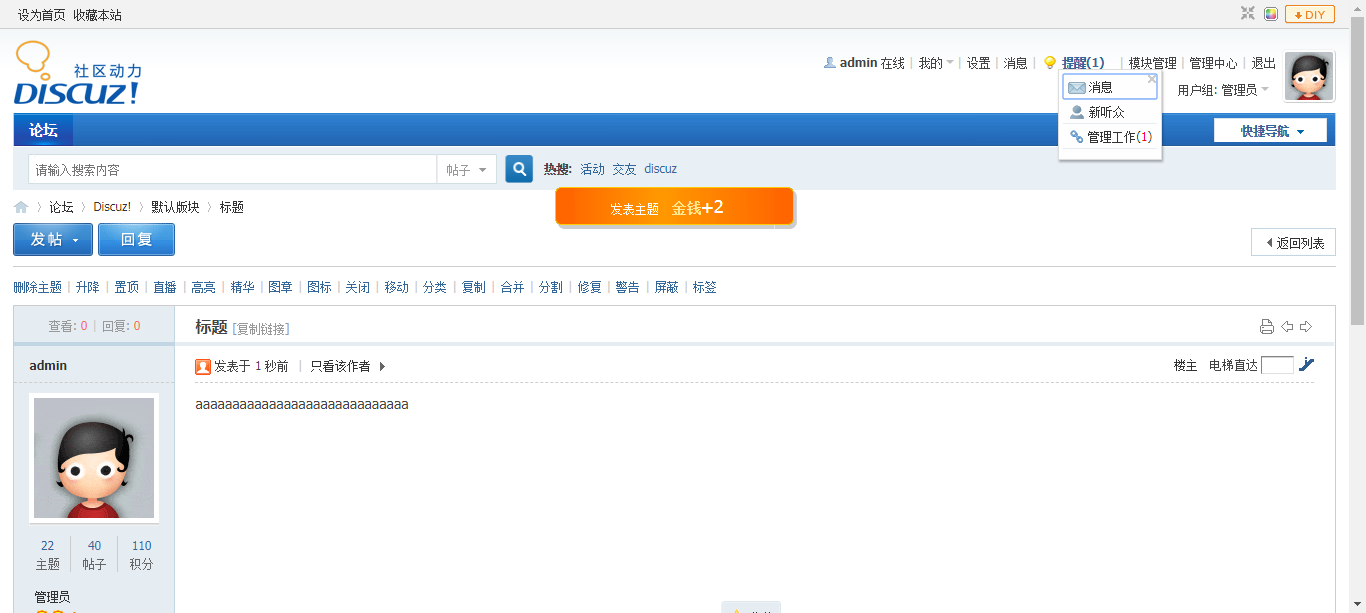 设为首页 收藏本站
DIY
社区动力
DISCUZ!
admin 在线 | 我的 | 设置 | 消息 | 提醒(1) | 模块管理 | 管理中心 | 退出
消息
用户组: 管理员
新听众
管理工作(1)
论坛
快捷导航
请输入搜索内容
帖子
热搜: 活动 交友 discuz
发表主题 金钱+2
论坛 〉 Discuz! 〉 默认版块 〉 标题
发帖
回复
返回列表
删除主题 | 升降 | 置顶 | 直播 | 高亮 | 精华 | 图章 | 图标 | 关闭 | 移动 | 分类 | 复制 | 合并 | 分割 | 修复 | 警告 | 屏蔽 | 标签
查看: 0 | 回复: 0
标题 [复制链接]
admin
发表于 1 秒前 | 只看该作者
楼主 电梯直达
aaaaaaaaaaaaaaaaaaaaaaaaaaaaa
22 40 110
主题 帖子 积分
管理员